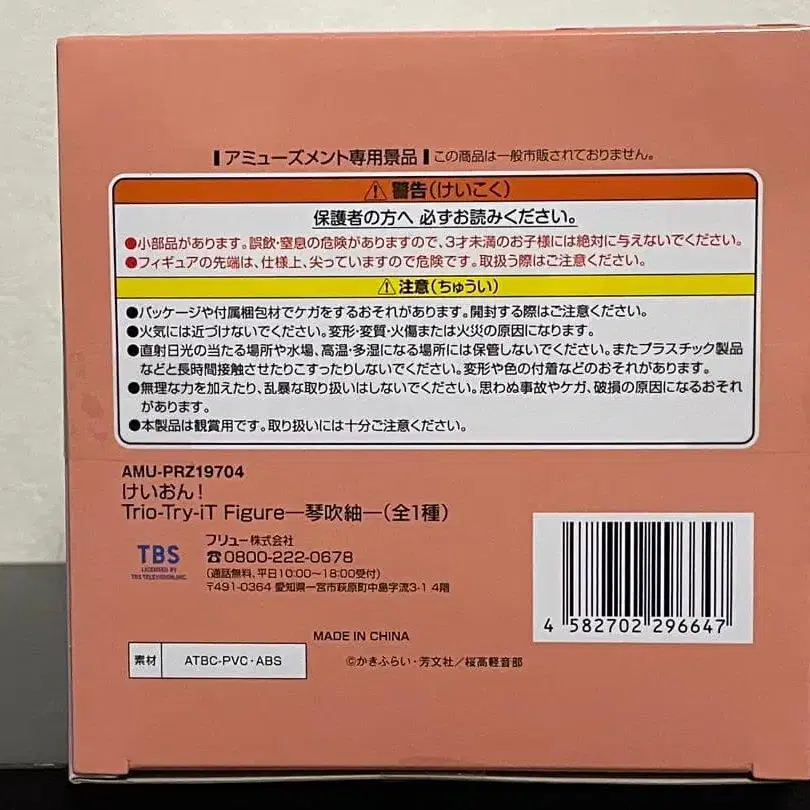 ▌アミューズメント専用景品▐ この商品は一般市販されておりません。
⚠警告(けいこく)
保護者の方へ 必ずお読みください。
●小部品があります。誤飲・窒息の危険がありますので、3才未満のお子様には絶対に与えないでください。
●フィギュアの先端は、仕様上、尖っていますので危険です。取扱う際はご注意ください。
⚠注意(ちゅうい)
●パッケージや付属梱包材でケガをするおそれがあります。開封する際はご注意ください。
●火気には近づけないでください。変形・変質・火傷または火災の原因になります。
●直射日光の当たる場所や水場、高温・多湿になる場所には保管しないでください。またプラスチック製品
などと長時間接触させたりこすったりしないでください。変形や色の付着などのおそれがあります。
●無理な力を加えたり、乱暴な取り扱いはしないでください。思わぬ事故やケガ、破損の原因になるおそれ
があります。
●本製品は観賞用です。取り扱いには十分ご注意ください。
AMU-PRZ19704
けいおん!
Trio-Try-iT Figure―琴吹紬―(全1種)
TBS
LICENSED BY
TBS TELEVISION,INC.
フリュー株式会社
☎0800-222-0678
(通話無料、平日10:00〜18:00受付)
〒491-0364 愛知県一宮市萩原町中島字流3-1 4階
4 582702 296647
MADE IN CHINA
素材 ATBC-PVC・ABS
©かきふらい・芳文社/桜高軽音部